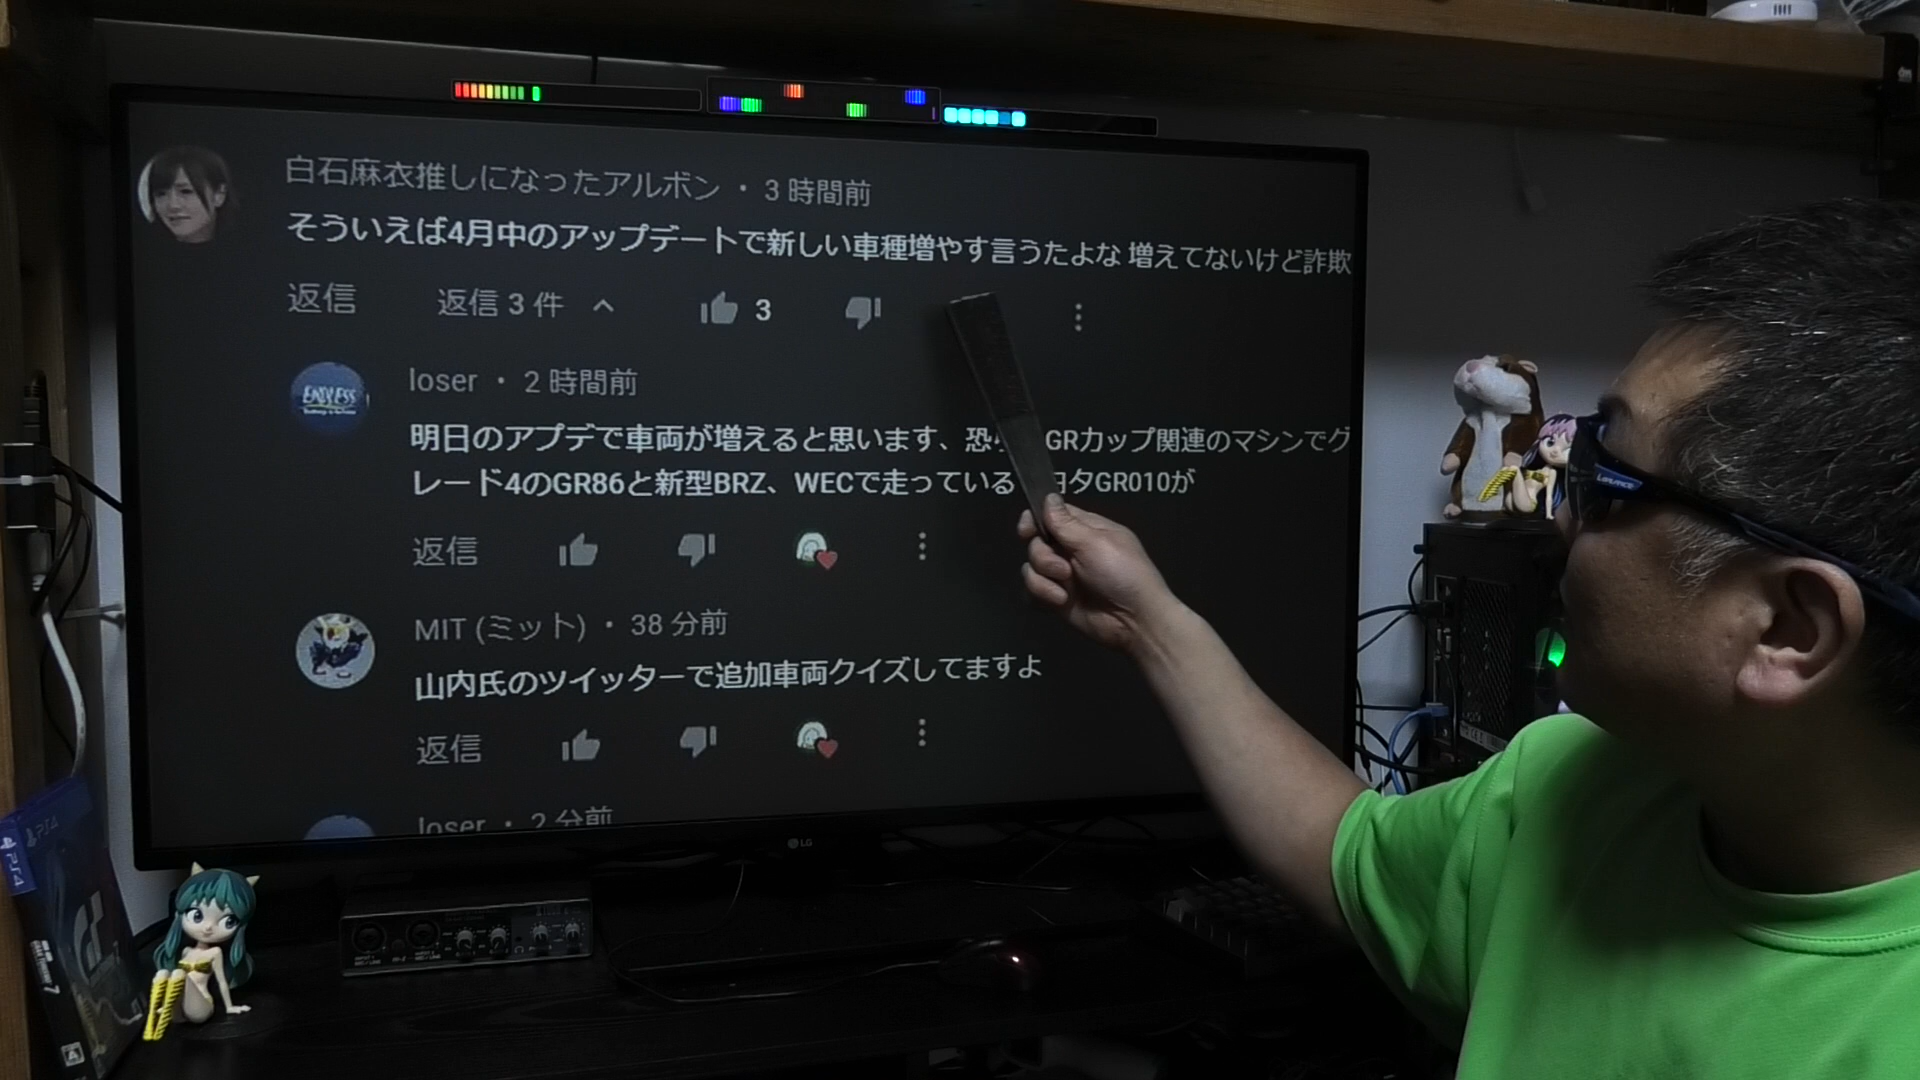 白石麻衣推しになったアルボン・3 時間前
そういえば4月中のアップデートで新しい車種増やす言うたよな 増えてないけど詐欺
返信 返信 3 件 3
ENDLESS
loser・2 時間前
明日のアプデで車両が増えると思います、恐 GRカップ関連のマシンでグ
レード4のGR86と新型BRZ、WECで走っている タGR010が
返信
MIT (ミット)・38 分前
山内氏のツイッターで追加車両クイズしてますよ
返信
loser・2 分前
LG
PS4